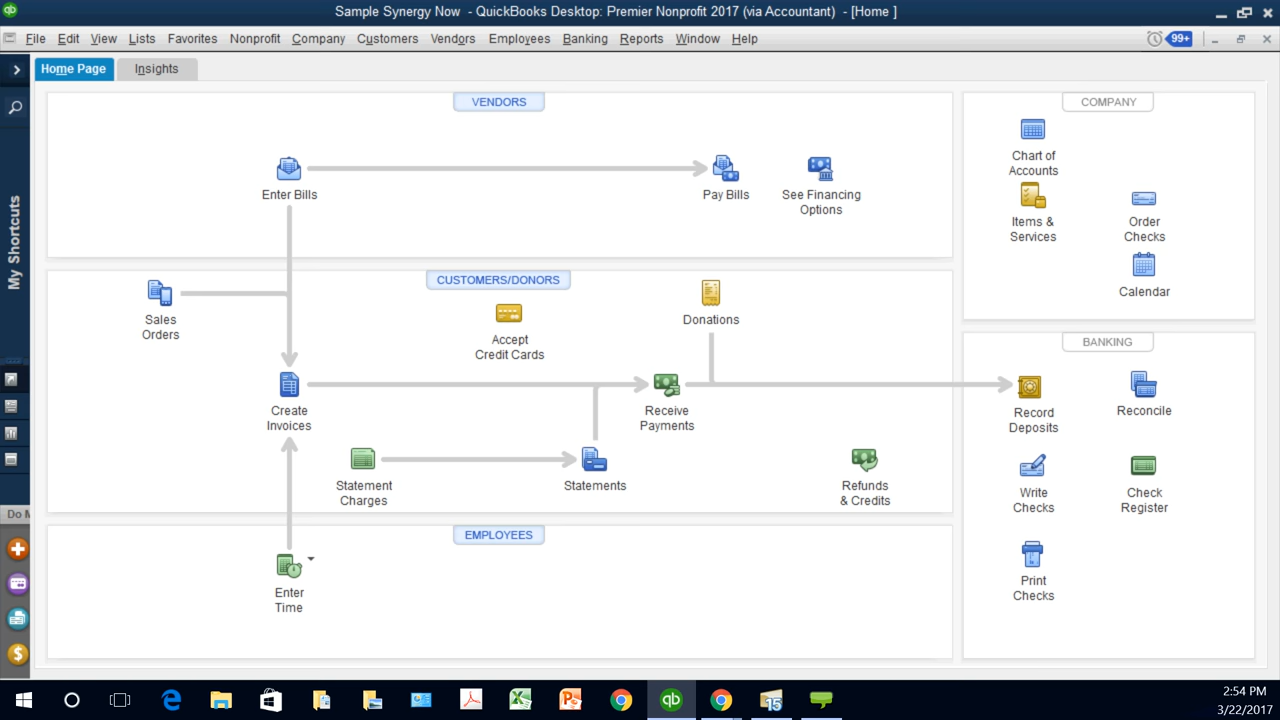 qb
Sample Synergy Now - QuickBooks Desktop: Premier Nonprofit 2017 (via Accountant) - [Home ]
File Edit View Lists Favorites Nonprofit Company Customers Vendors Employees Banking Reports Window Help
99+
Home Page
Insights
My Shortcuts
Do M
VENDORS
Enter Bills
Pay Bills
See Financing
Options
CUSTOMERS/DONORS
Sales
Orders
Accept
Credit Cards
Donations
Create
Invoices
Receive
Payments
Statement
Charges
Statements
Refunds
& Credits
EMPLOYEES
Enter
Time
COMPANY
Chart of
Accounts
Items &
Services
Order
Checks
Calendar
BANKING
Record
Deposits
Reconcile
Write
Checks
Check
Register
Print
Checks
qb
15
2:54 PM
3/22/2017